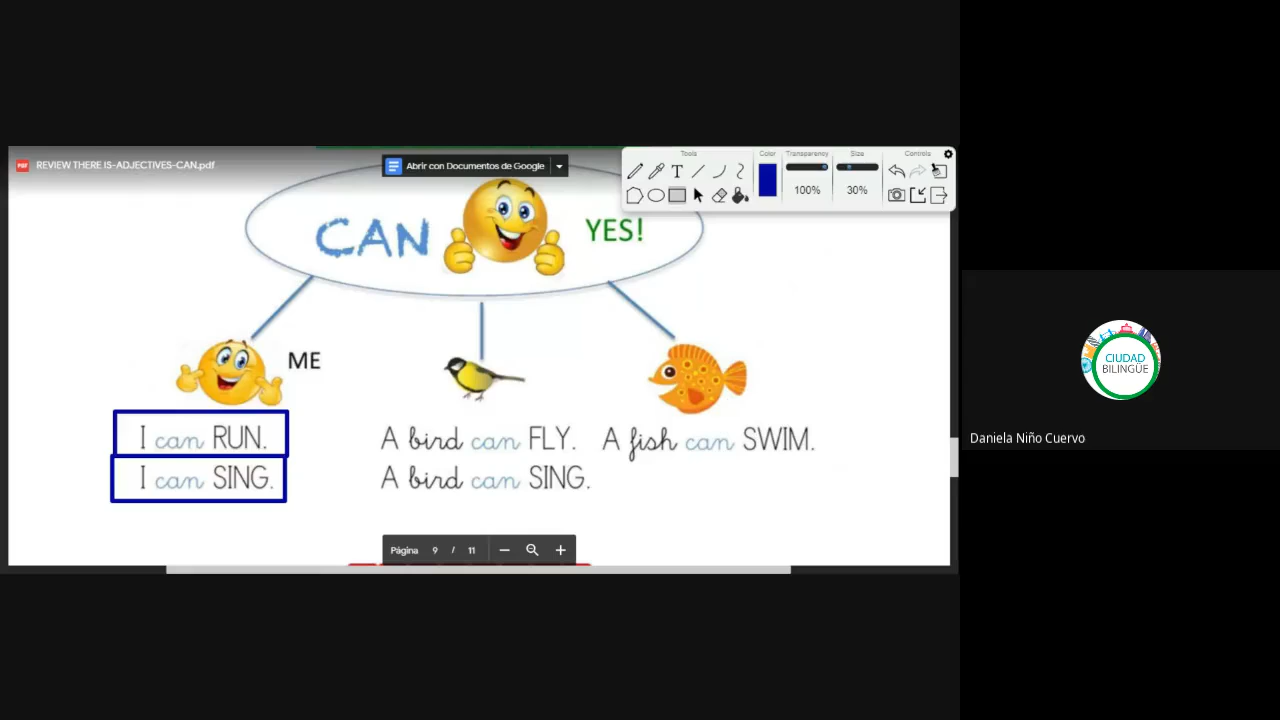 REVIEW THERE IS-ADJECTIVES-CAN.pdf
Abrir con Documentos de Google
Tools
Color
Transparency
Size
Controls
100%
30%
CAN
YES!
ME
I can RUN.
I can SING.
A bird can FLY.
A bird can SING.
A fish can SWIM.
Página 9 / 11
CIUDAD
BILINGÜE
Daniela Niño Cuervo